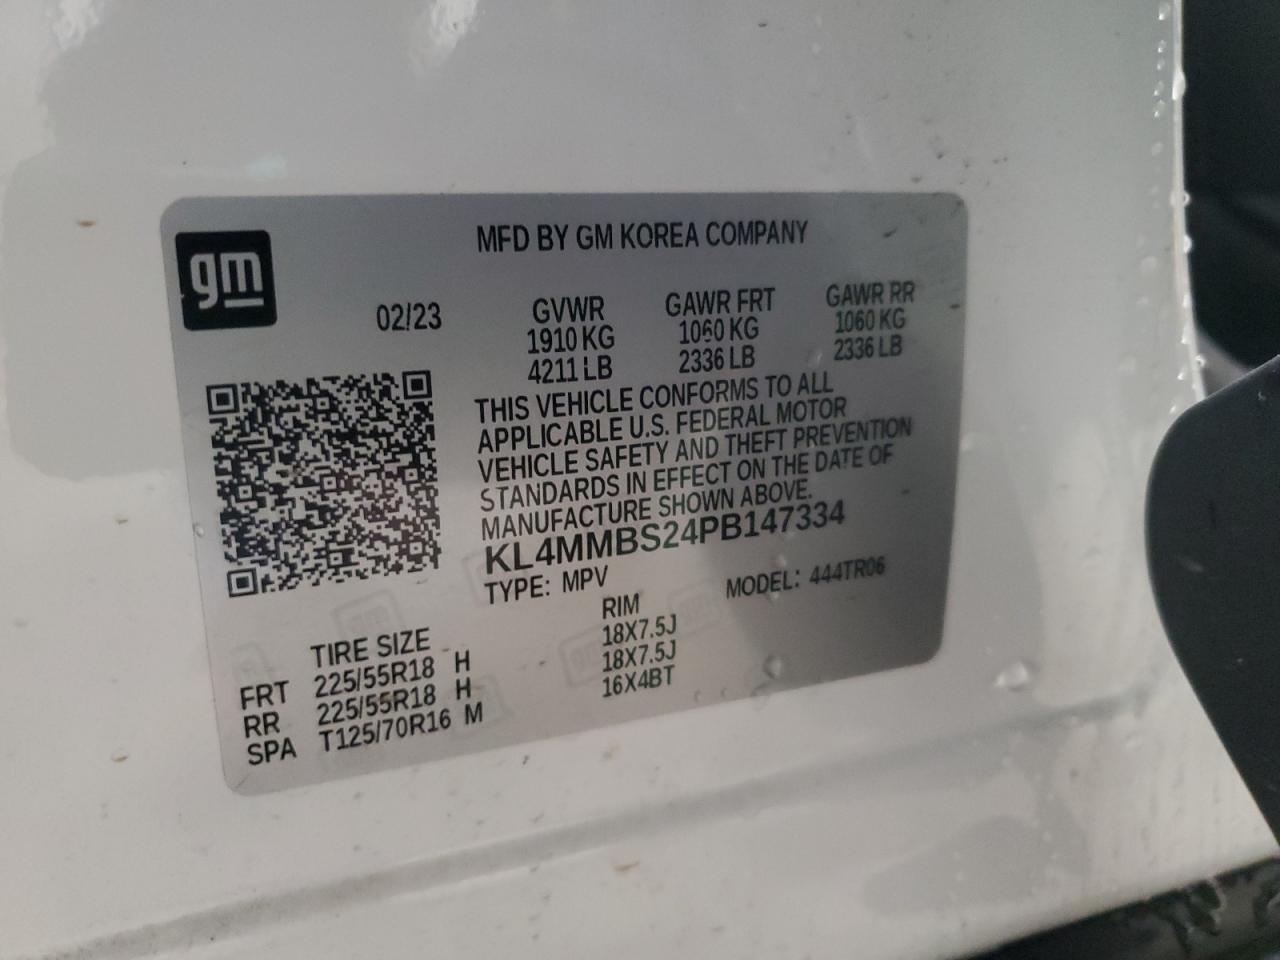 gm
MFD BY GM KOREA COMPANY
02/23
GVWR GAWR FRT GAWR RR
1910 KG 1060 KG 1060 KG
4211 LB 2336 LB 2336 LB
THIS VEHICLE CONFORMS TO ALL
APPLICABLE U.S. FEDERAL MOTOR
VEHICLE SAFETY AND THEFT PREVENTION
STANDARDS IN EFFECT ON THE DATE OF
MANUFACTURE SHOWN ABOVE.
KL4MMBS24PB147334
TYPE: MPV MODEL: 444TR06
TIRE SIZE RIM
FRT 225/55R18 H 18X7.5J
RR 225/55R18 H 18X7.5J
SPA T125/70R16 M 16X4BT